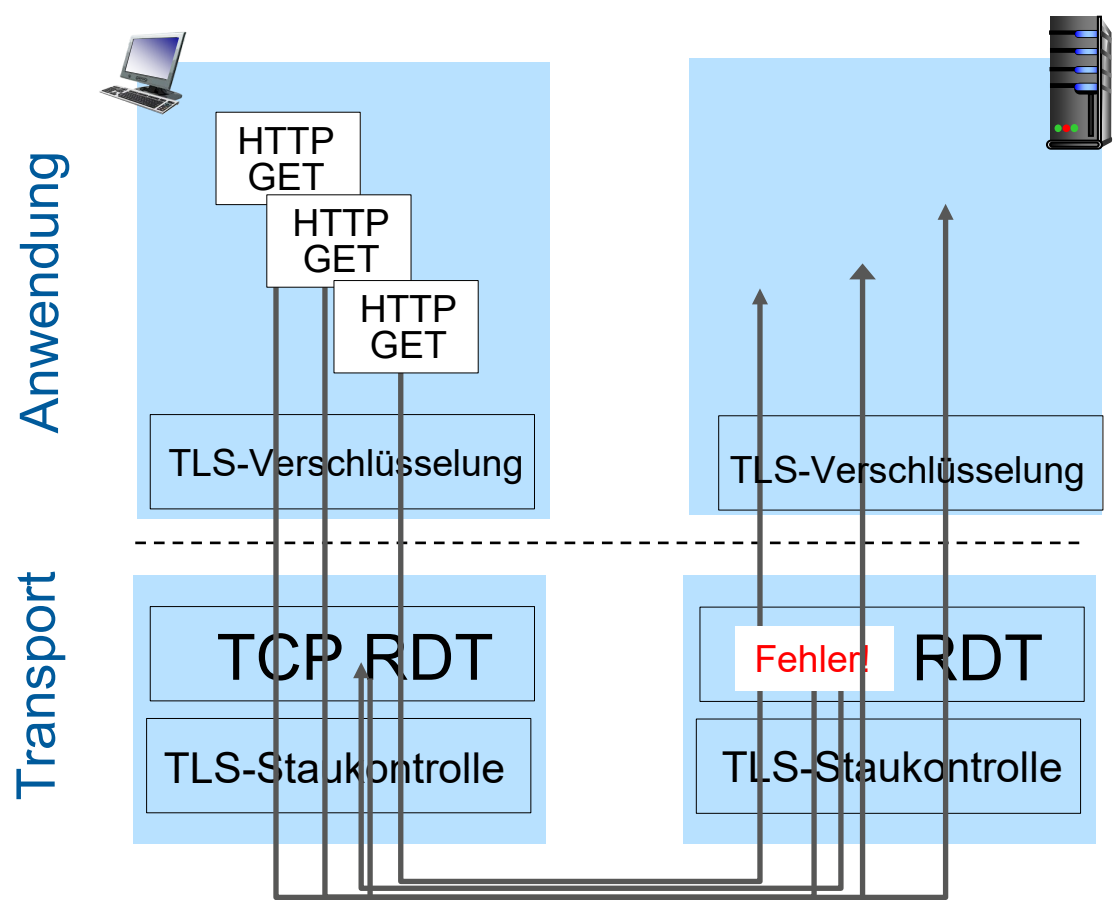 Anwendung
HTTP
GET
HTTP
GET
HTTP
GET
TLS-Verschlüsselung
TLS-Verschlüsselung
Transport
TCP RDT
TLS-Staukontrolle
Fehler!
RDT
TLS-Staukontrolle